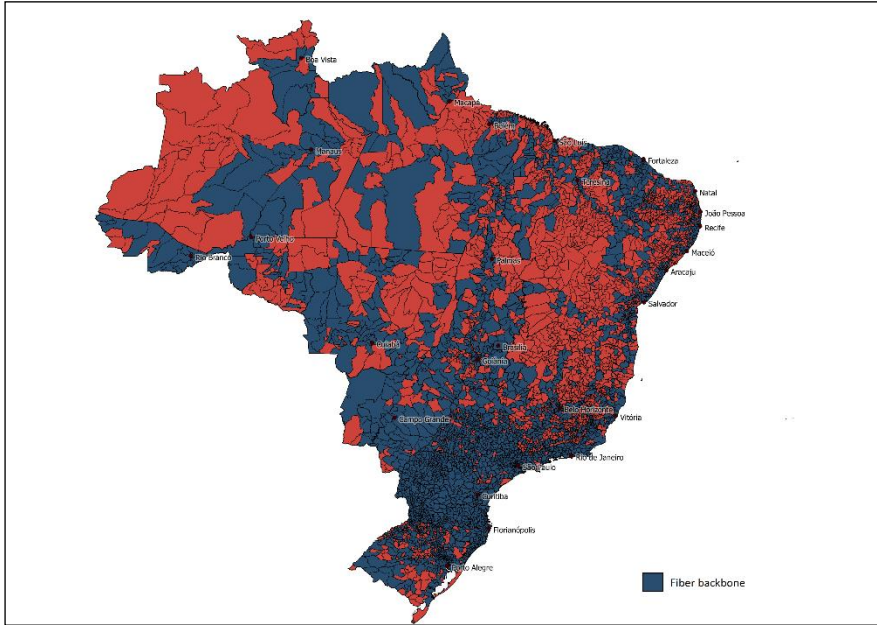 Boa Vista
Macapá
Belém
São Luís
Manaus
Fortaleza
Teresina
Natal
João Pessoa
Recife
Porto Velho
Maceió
Rio Branco
Palmas
Aracaju
Salvador
Cuiabá
Brasília
Goiânia
Belo Horizonte
Vitória
Campo Grande
Rio de Janeiro
São Paulo
Curitiba
Florianópolis
Porto Alegre
Fiber backbone